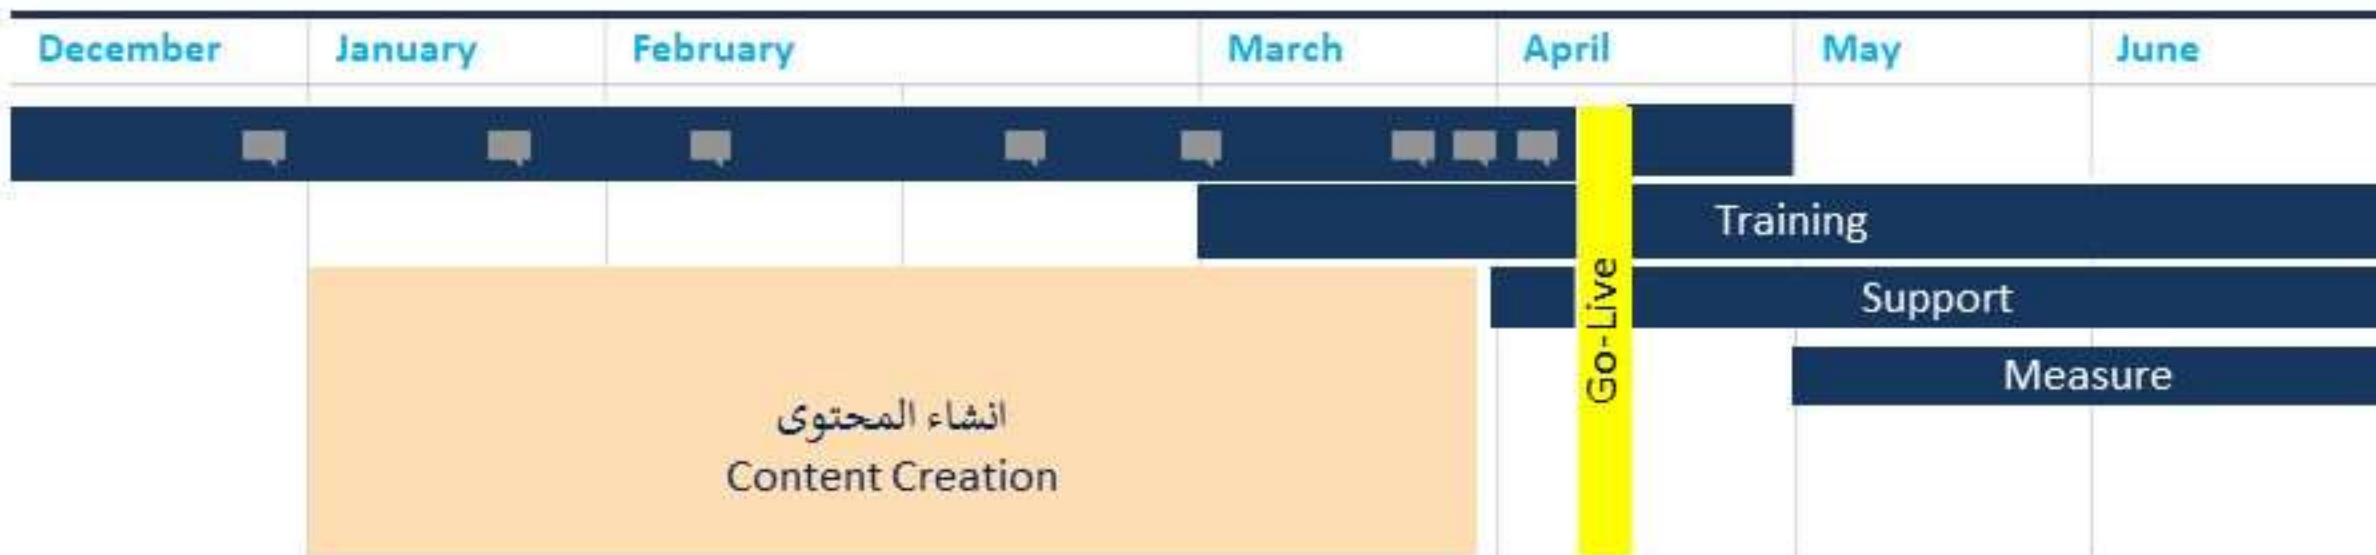 December January February March April May June
Training
Support
Go-Live
Measure
انشاء المحتوى
Content Creation